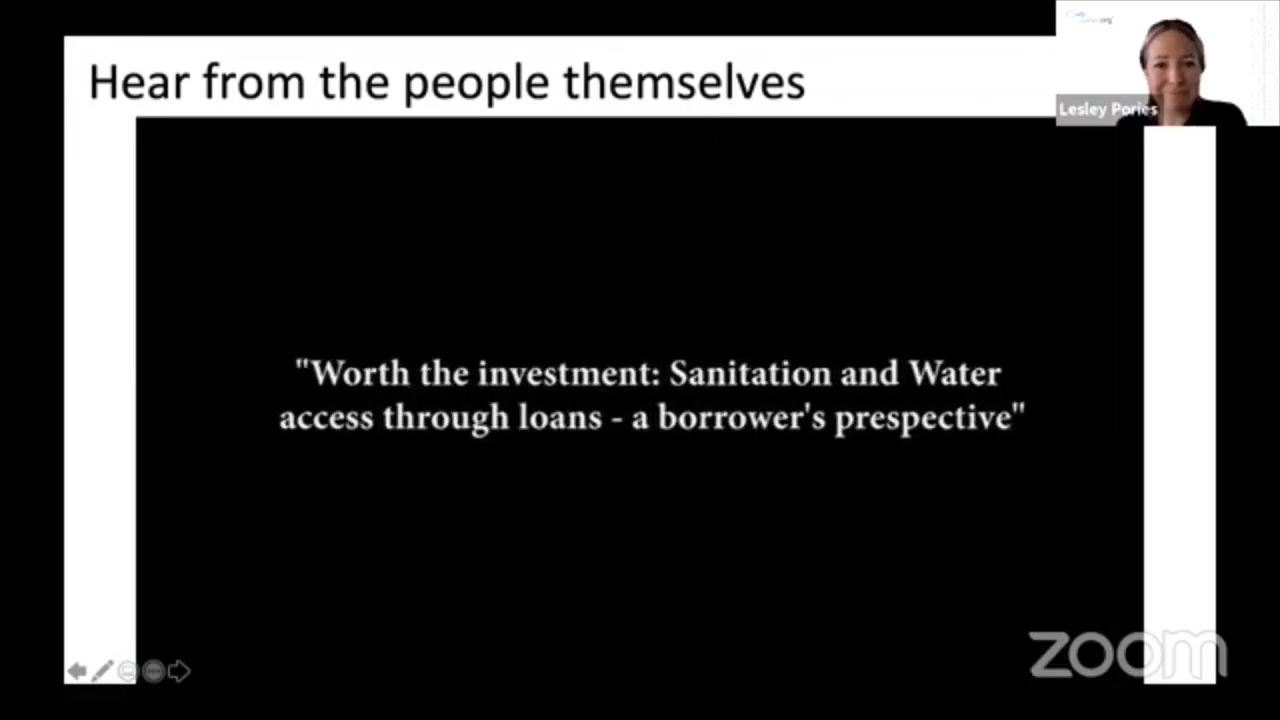 Hear from the people themselves
Lesley Pories
"Worth the investment: Sanitation and Water
access through loans - a borrower's prespective"
zoom